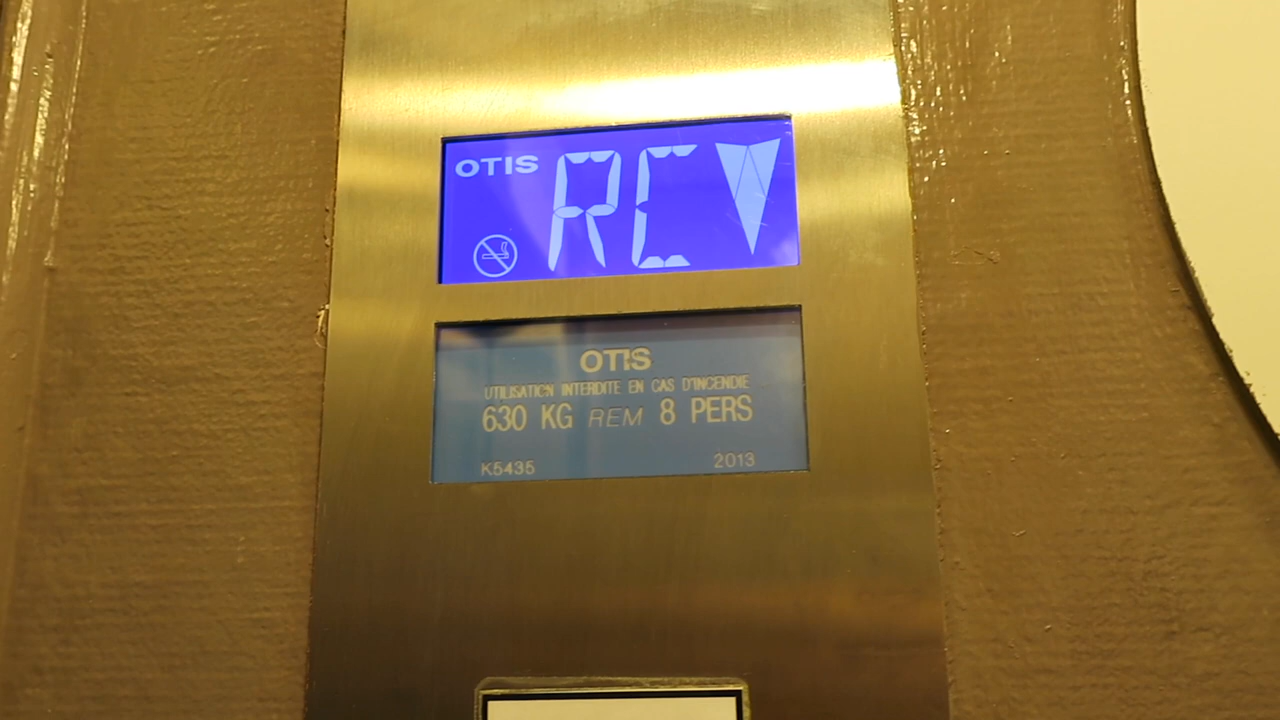 OTIS
RC
OTIS
UTILISATION INTERDITE EN CAS D'INCENDIE
630 KG REM 8 PERS
K5435 2013